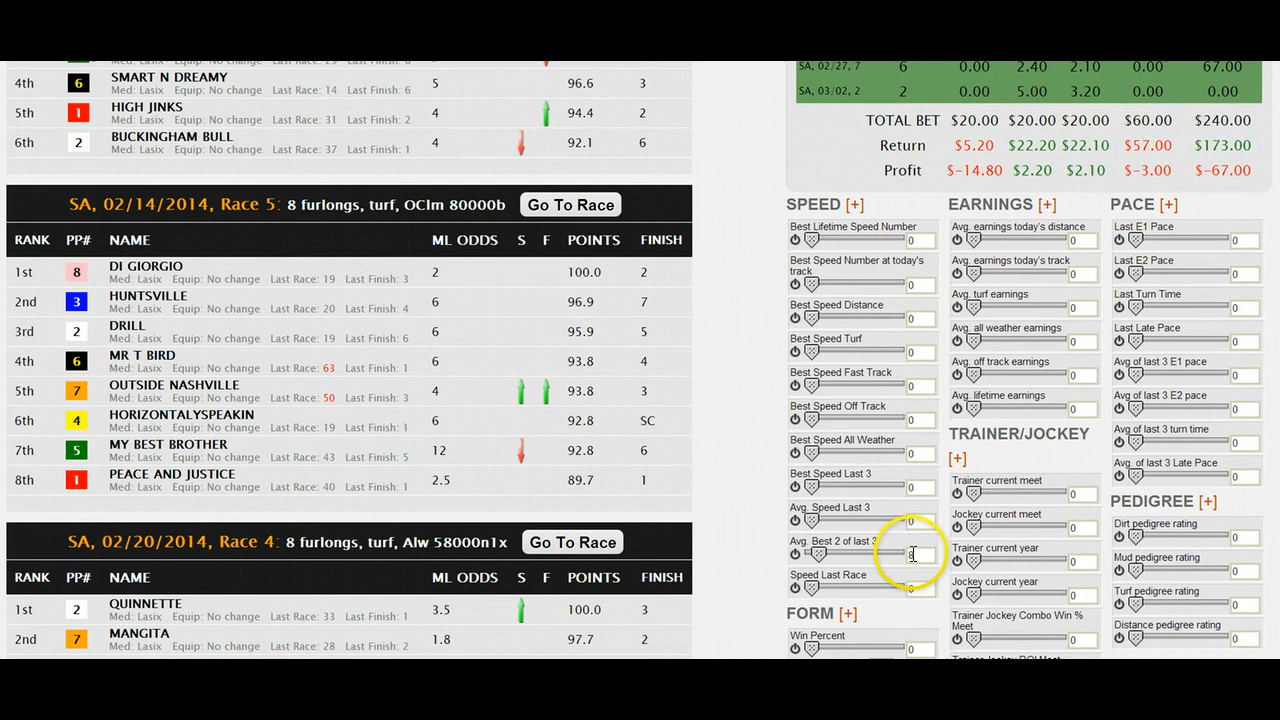 4th 6 SMART N DREAMY 5 96.6 3
Med: Lasix Equip: No change Last Race: 14 Last Finish: 6
5th 1 HIGH JINKS 4 94.4 2
Med: Lasix Equip: No change Last Race: 31 Last Finish: 2
6th 2 BUCKINGHAM BULL 4 92.1 6
Med: Lasix Equip: No change Last Race: 37 Last Finish: 1
SA, 02/14/2014, Race 5: 8 furlongs, turf, OClm 80000b Go To Race
RANK PP# NAME ML ODDS S F POINTS FINISH
1st 8 DI GIORGIO 2 100.0 2
Med: Lasix Equip: No change Last Race: 19 Last Finish: 3
2nd 3 HUNTSVILLE 6 96.9 7
Med: Lasix Equip: No change Last Race: 20 Last Finish: 4
3rd 2 DRILL 6 95.9 5
Med: Lasix Equip: No change Last Race: 19 Last Finish: 6
4th 6 MR T BIRD 6 93.8 4
Med: Lasix Equip: No change Last Race: 63 Last Finish: 1
5th 7 OUTSIDE NASHVILLE 4 93.8 3
Med: Lasix Equip: No change Last Race: 50 Last Finish: 3
6th 4 HORIZONTALYSPEAKIN 6 92.8 SC
Med: Lasix Equip: No change Last Race: 19 Last Finish: 1
7th 5 MY BEST BROTHER 12 92.8 6
Med: Lasix Equip: No change Last Race: 43 Last Finish: 5
8th 1 PEACE AND JUSTICE 2.5 89.7 1
Med: Lasix Equip: No change Last Race: 40 Last Finish: 1
SA, 02/20/2014, Race 4: 8 furlongs, turf, Alw 58000n1x Go To Race
RANK PP# NAME ML ODDS S F POINTS FINISH
1st 2 QUINNETTE 3.5 100.0 3
Med: Lasix Equip: No change Last Race: 33 Last Finish: 1
2nd 7 MANGITA 1.8 97.7 2
Med: Lasix Equip: No change Last Race: 28 Last Finish: 2
SA, 02/27, 7 6 0.00 2.40 2.10 0.00 67.00
SA, 03/02, 2 2 0.00 5.00 3.20 0.00 0.00
TOTAL BET $20.00 $20.00 $20.00 $60.00 $240.00
Return $5.20 $22.20 $22.10 $57.00 $173.00
Profit $-14.80 $2.20 $2.10 $-3.00 $-67.00
SPEED [+]
Best Lifetime Speed Number
0
Best Speed Number at today's
track
0
Best Speed Distance
0
Best Speed Turf
0
Best Speed Fast Track
0
Best Speed Off Track
0
Best Speed All Weather
0
Best Speed Last 3
0
Avg. Speed Last 3
0
Avg. Best 2 of last 3
Speed Last Race
FORM [+]
Win Percent
0
EARNINGS [+]
Avg. earnings today's distance
0
Avg. earnings today's track
0
Avg. turf earnings
0
Avg. all weather earnings
0
Avg. off track earnings
0
Avg. lifetime earnings
0
TRAINER/JOCKEY
[+]
Trainer current meet
0
Jockey current meet
0
Trainer current year
0
Jockey current year
0
Trainer Jockey Combo Win %
Meet
0
Trainer Jockey ROI Meet
PACE [+]
Last E1 Pace
0
Last E2 Pace
0
Last Turn Time
0
Last Late Pace
0
Avg of last 3 E1 pace
0
Avg of last 3 E2 pace
0
Avg of last 3 turn time
0
Avg. of last 3 Late Pace
0
PEDIGREE [+]
Dirt pedigree rating
0
Mud pedigree rating
0
Turf pedigree rating
0
Distance pedigree rating
0